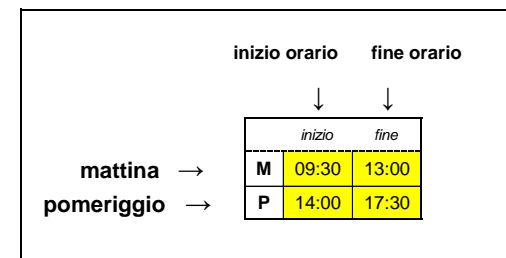 inizio orario fine orario
↓ ↓
inizio fine
mattina → M 09:30 13:00
pomeriggio → P 14:00 17:30